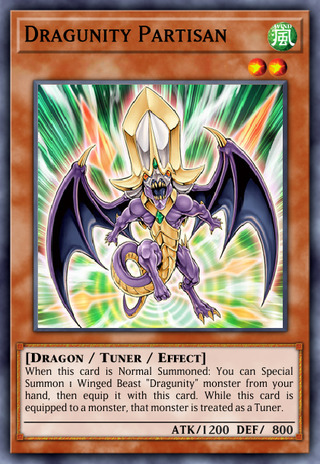 Dragunity Partisan
WIND
風
[Dragon / Tuner / Effect]
When this card is Normal Summoned: You can Special
Summon 1 Winged Beast "Dragunity" monster from your
hand, then equip it with this card. While this card is
equipped to a monster, that monster is treated as a Tuner.
ATK/1200 DEF/ 800